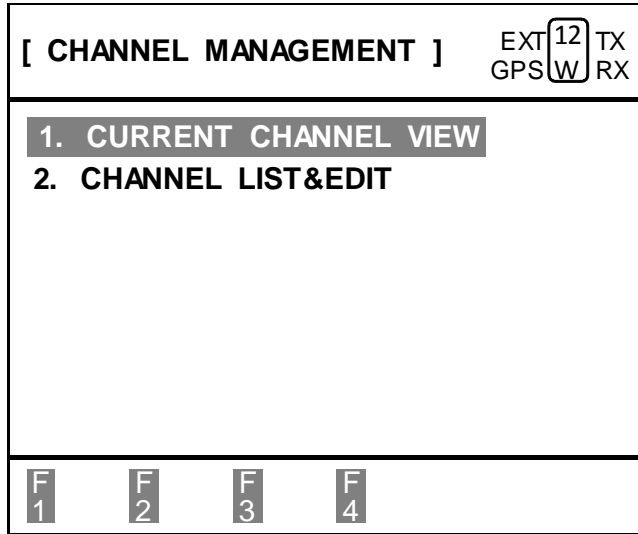 [ CHANNEL MANAGEMENT ]
EXT 12 TX
GPS W RX
1. CURRENT CHANNEL VIEW
2. CHANNEL LIST&EDIT
F1 F2 F3 F4